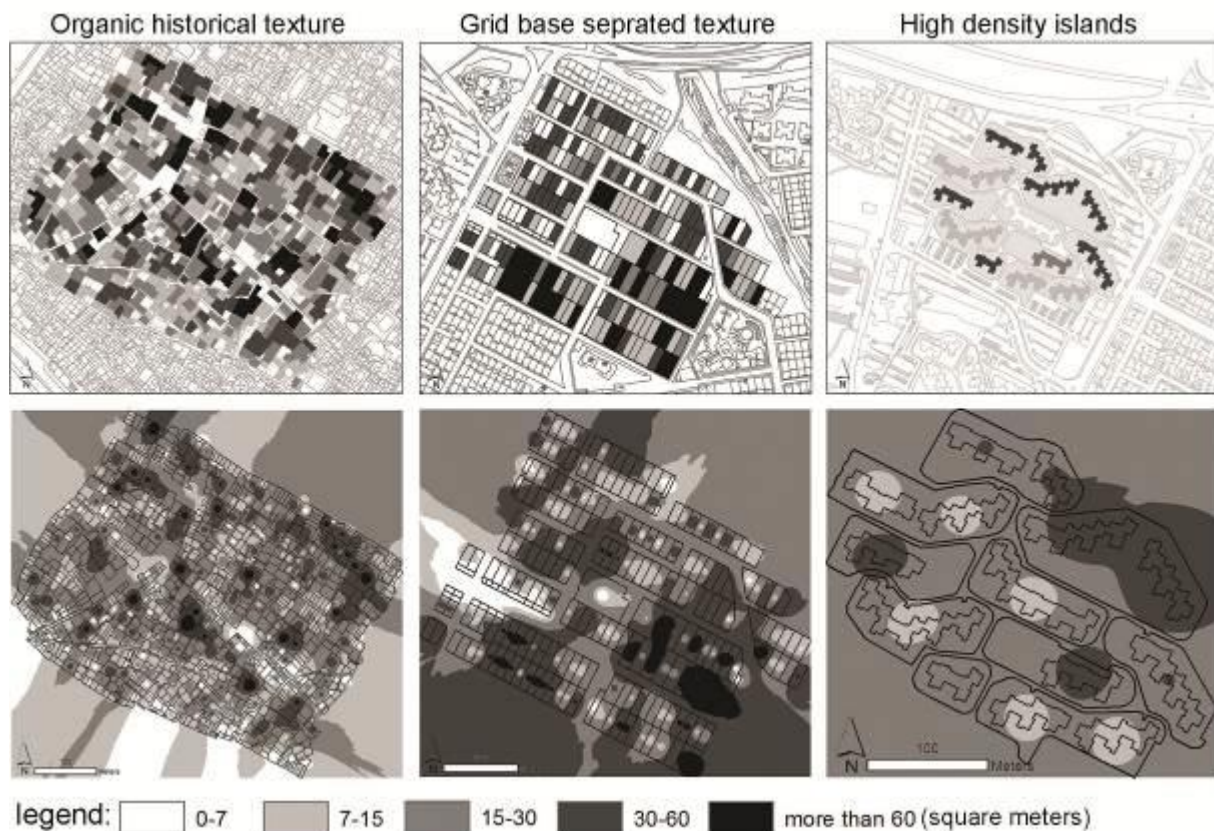 Organic historical texture
Grid base seprated texture
High density islands
N
N
N
N
N
N
100
Meters
legend: 0-7 7-15 15-30 30-60 more than 60 (square meters)